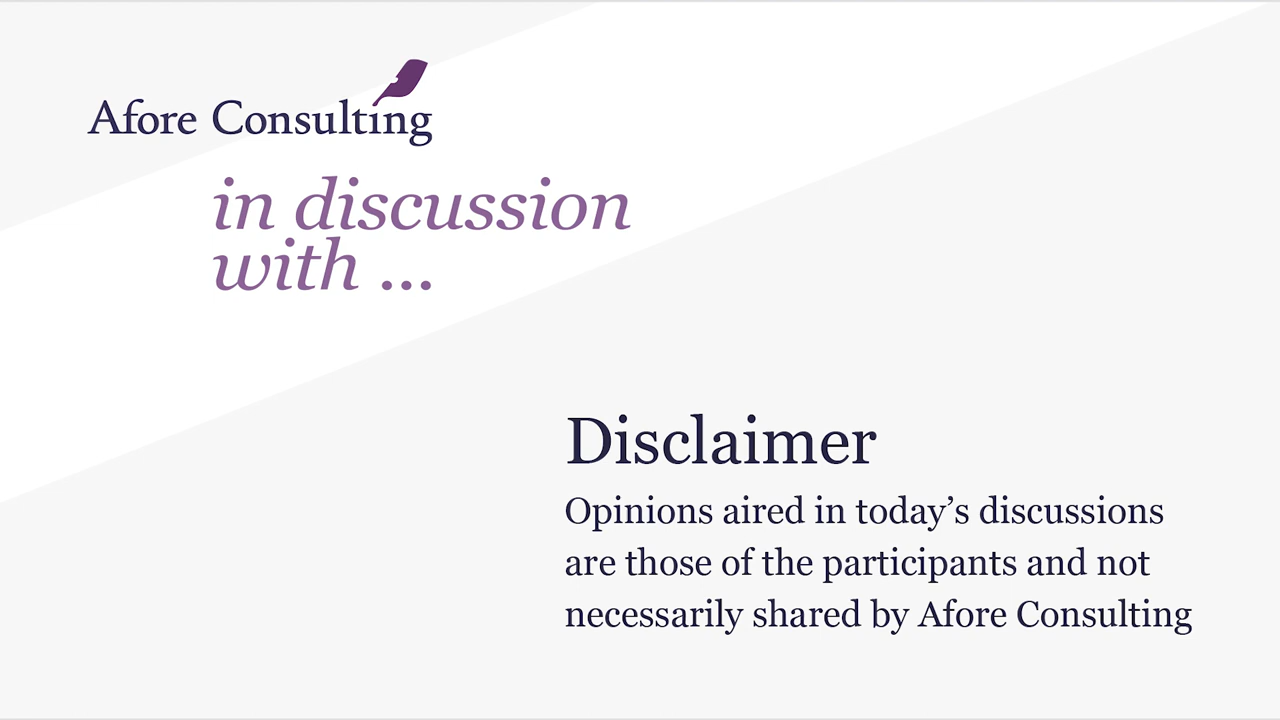 Afore Consulting
in discussion
with ...
Disclaimer
Opinions aired in today’s discussions
are those of the participants and not
necessarily shared by Afore Consulting